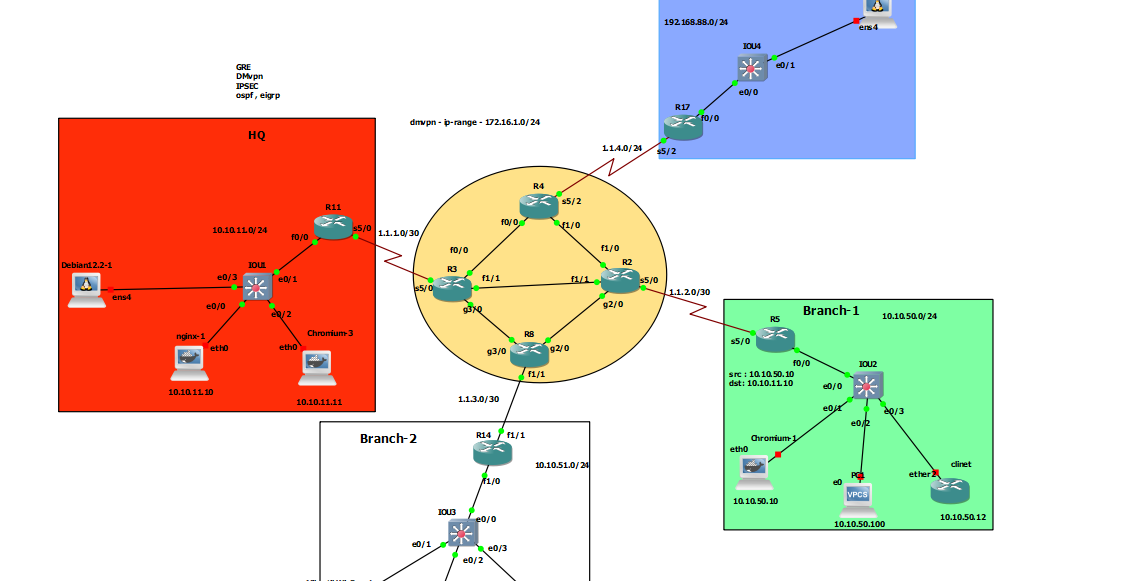 192.168.88.0/24
ens4
IOU4
e0/1
e0/0
R17
f0/0
s5/2
1.1.4.0/24
GRE
DMvpn
IPSEC
ospf , eigrp
dmvpn - ip-range - 172.16.1.0/24
HQ
R11
s5/0
10.10.11.0/24
f0/0
1.1.1.0/30
Debian12.2-1
IOU1
e0/3
e0/1
ens4
e0/0
e0/2
nginx-1
eth0
Chromium-3
eth0
10.10.11.10
10.10.11.11
R4
s5/2
f0/0
f1/0
f0/0
f1/0
R3
f1/1
s5/0
g3/0
R2
f1/1
s5/0
g2/0
1.1.2.0/30
R8
g3/0
g2/0
f1/1
1.1.3.0/30
Branch-1
10.10.50.0/24
R5
s5/0
f0/0
src : 10.10.50.10
dst: 10.10.11.10
IOU2
e0/0
e0/1
e0/2
e0/3
Chromium-1
eth0
10.10.50.10
e0
VPCS
10.10.50.100
clinet
10.10.50.12
Branch-2
R14
f1/1
10.10.51.0/24
f1/0
IOU3
e0/0
e0/1
e0/3
e0/2